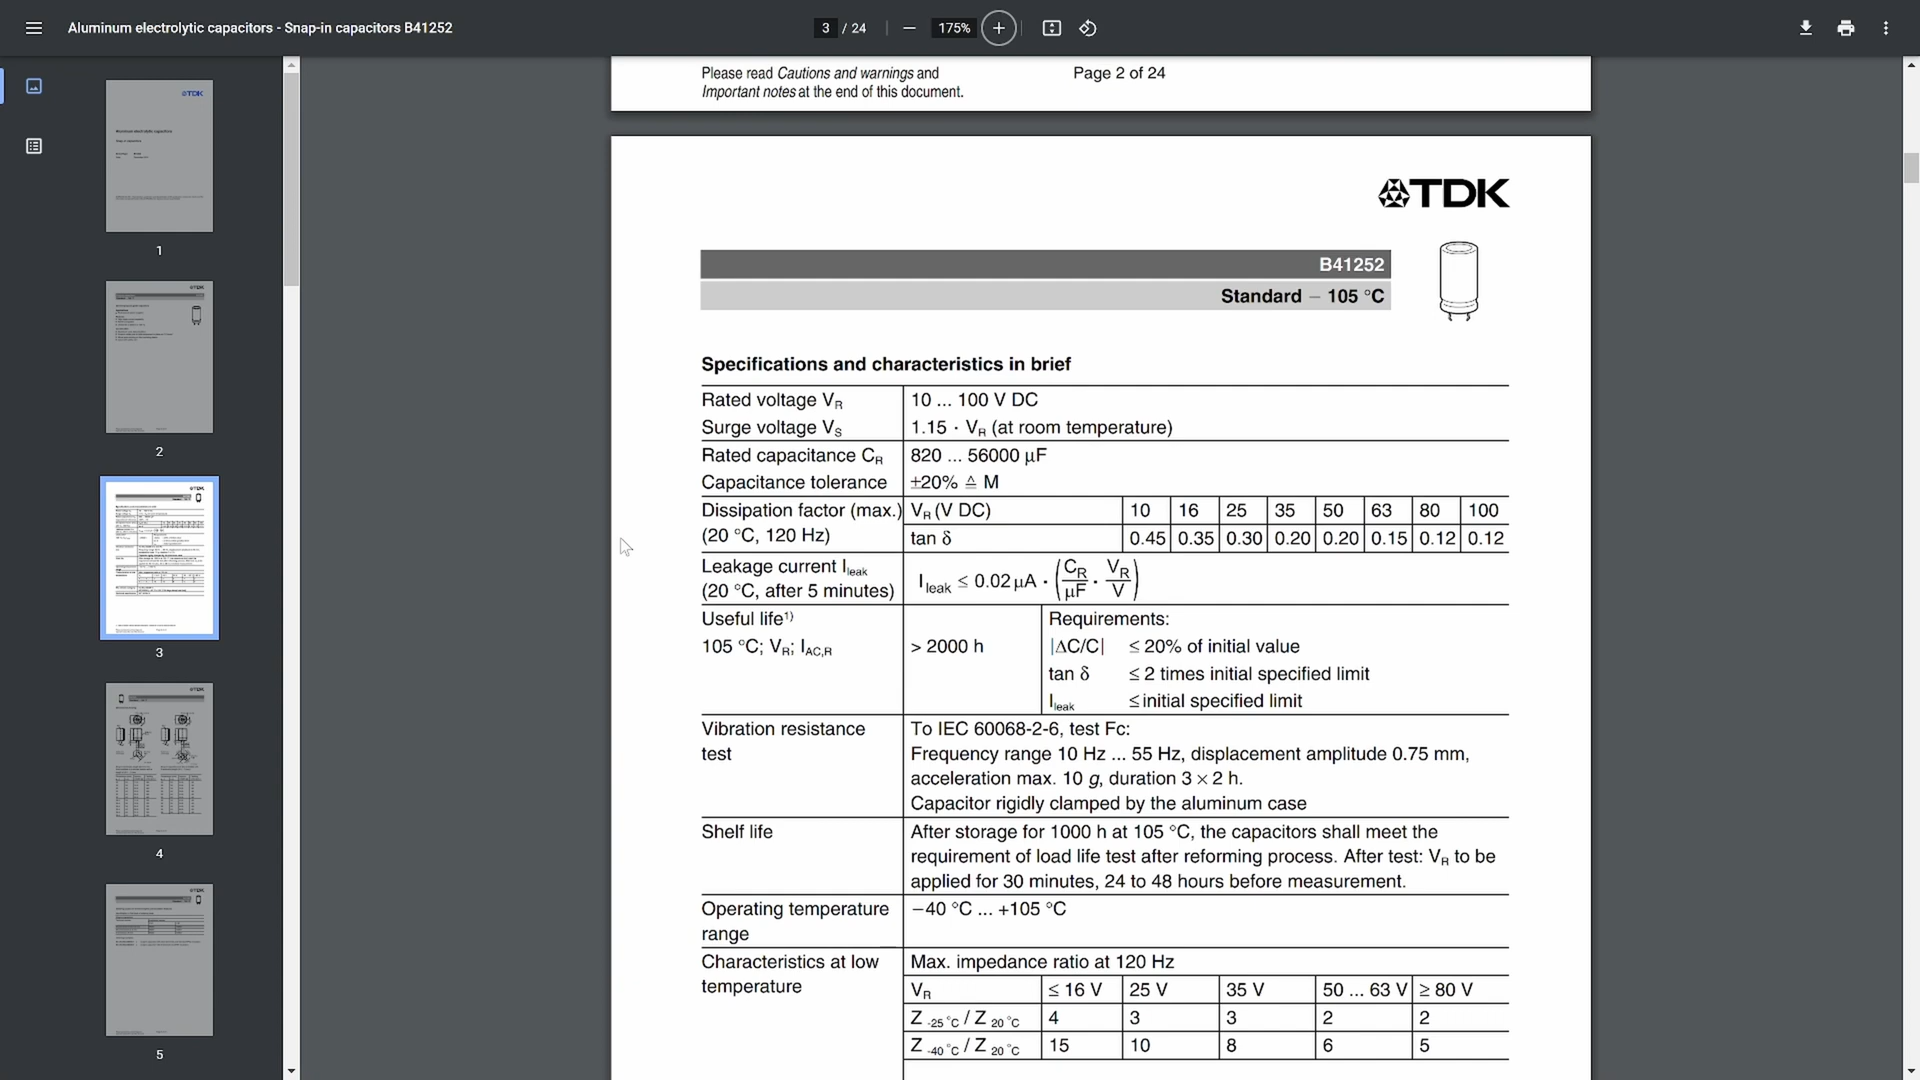 Aluminum electrolytic capacitors - Snap-in capacitors B41252
3 / 24
175%
1
2
3
4
5
Please read Cautions and warnings and
Important notes at the end of this document.
Page 2 of 24
TDK
B41252
Standard – 105 °C
Specifications and characteristics in brief
Rated voltage VR 10 ... 100 V DC
Surge voltage VS 1.15 · VR (at room temperature)
Rated capacitance CR 820 ... 56000 µF
Capacitance tolerance ±20% ≙ M
Dissipation factor (max.) VR (V DC) 10 16 25 35 50 63 80 100
(20 °C, 120 Hz) tan δ 0.45 0.35 0.30 0.20 0.20 0.15 0.12 0.12
Leakage current Ileak
(20 °C, after 5 minutes)
Ileak ≤ 0.02 µA · (CR/µF · VR/V)
Useful life1) Requirements:
105 °C; VR; IAC,R > 2000 h |ΔC/C| ≤ 20% of initial value
tan δ ≤ 2 times initial specified limit
Ileak ≤ initial specified limit
Vibration resistance
test
To IEC 60068-2-6, test Fc:
Frequency range 10 Hz ... 55 Hz, displacement amplitude 0.75 mm,
acceleration max. 10 g, duration 3 × 2 h.
Capacitor rigidly clamped by the aluminum case
Shelf life
After storage for 1000 h at 105 °C, the capacitors shall meet the
requirement of load life test after reforming process. After test: VR to be
applied for 30 minutes, 24 to 48 hours before measurement.
Operating temperature
range
−40 °C ... +105 °C
Characteristics at low
temperature
Max. impedance ratio at 120 Hz
VR ≤ 16 V 25 V 35 V 50 ... 63 V ≥ 80 V
Z -25 °C / Z 20 °C 4 3 3 2 2
Z -40 °C / Z 20 °C 15 10 8 6 5